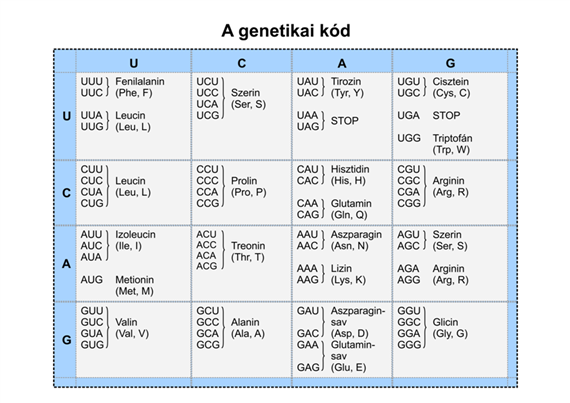 A genetikai kód
U C A G
U
UUU Fenilalanin
UUC (Phe, F)
UUA Leucin
UUG (Leu, L)
UCU
UCC Szerin
UCA (Ser, S)
UCG
UAU Tirozin
UAC (Tyr, Y)
UAA STOP
UAG
UGU Cisztein
UGC (Cys, C)
UGA STOP
UGG Triptofán
(Trp, W)
C
CUU
CUC Leucin
CUA (Leu, L)
CUG
CCU
CCC Prolin
CCA (Pro, P)
CCG
CAU Hisztidin
CAC (His, H)
CAA Glutamin
CAG (Gln, Q)
CGU
CGC Arginin
CGA (Arg, R)
CGG
A
AUU Izoleucin
AUC (Ile, I)
AUA
AUG Metionin
(Met, M)
ACU
ACC Treonin
ACA (Thr, T)
ACG
AAU Aszparagin
AAC (Asn, N)
AAA Lizin
AAG (Lys, K)
AGU Szerin
AGC (Ser, S)
AGA Arginin
AGG (Arg, R)
G
GUU
GUC Valin
GUA (Val, V)
GUG
GCU
GCC Alanin
GCA (Ala, A)
GCG
GAU Aszparagin-
sav
GAC (Asp, D)
GAA Glutamin-
sav
GAG (Glu, E)
GGU
GGC Glicin
GGA (Gly, G)
GGG